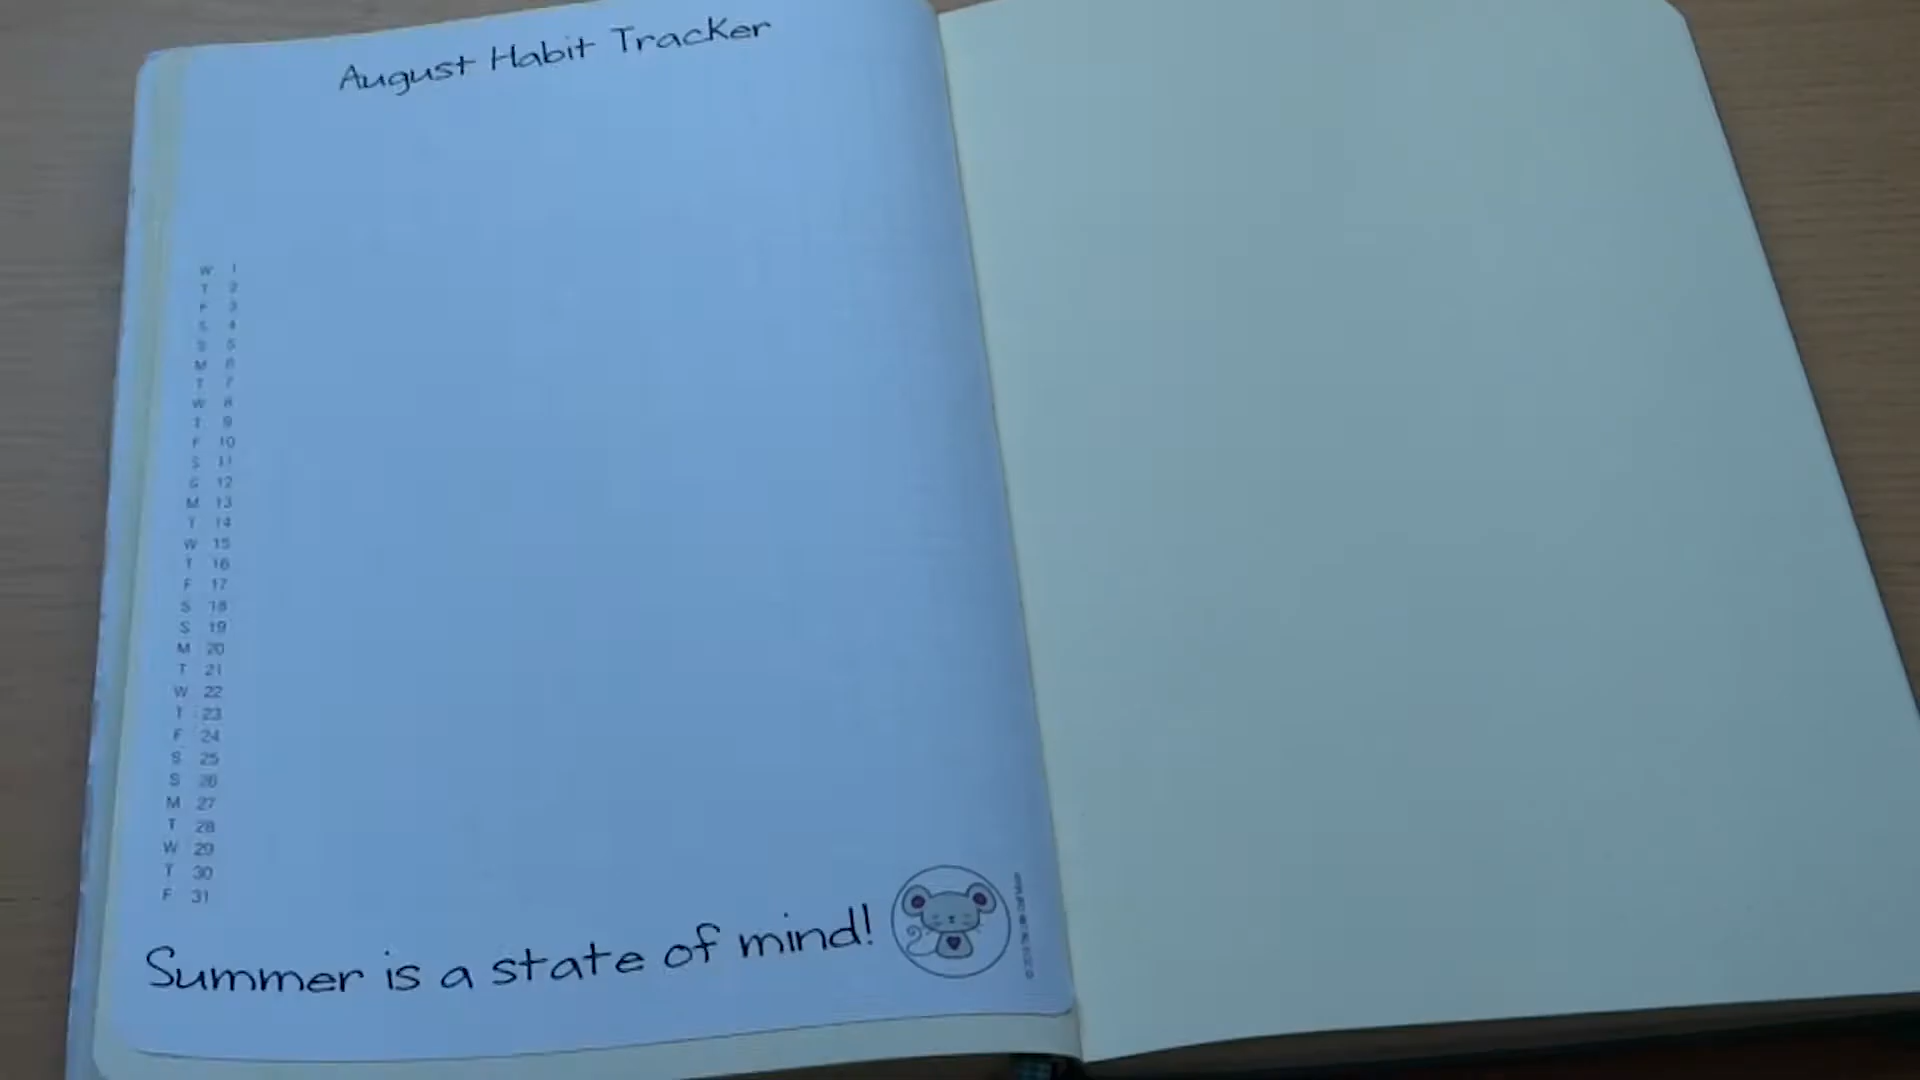 August Habit Tracker
W 1
T 2
F 3
S 4
S 5
M 6
T 7
W 8
T 9
F 10
S 11
S 12
M 13
T 14
W 15
T 16
F 17
S 18
S 19
M 20
T 21
W 22
T 23
F 24
S 25
S 26
M 27
T 28
W 29
T 30
F 31
Summer is a state of mind!